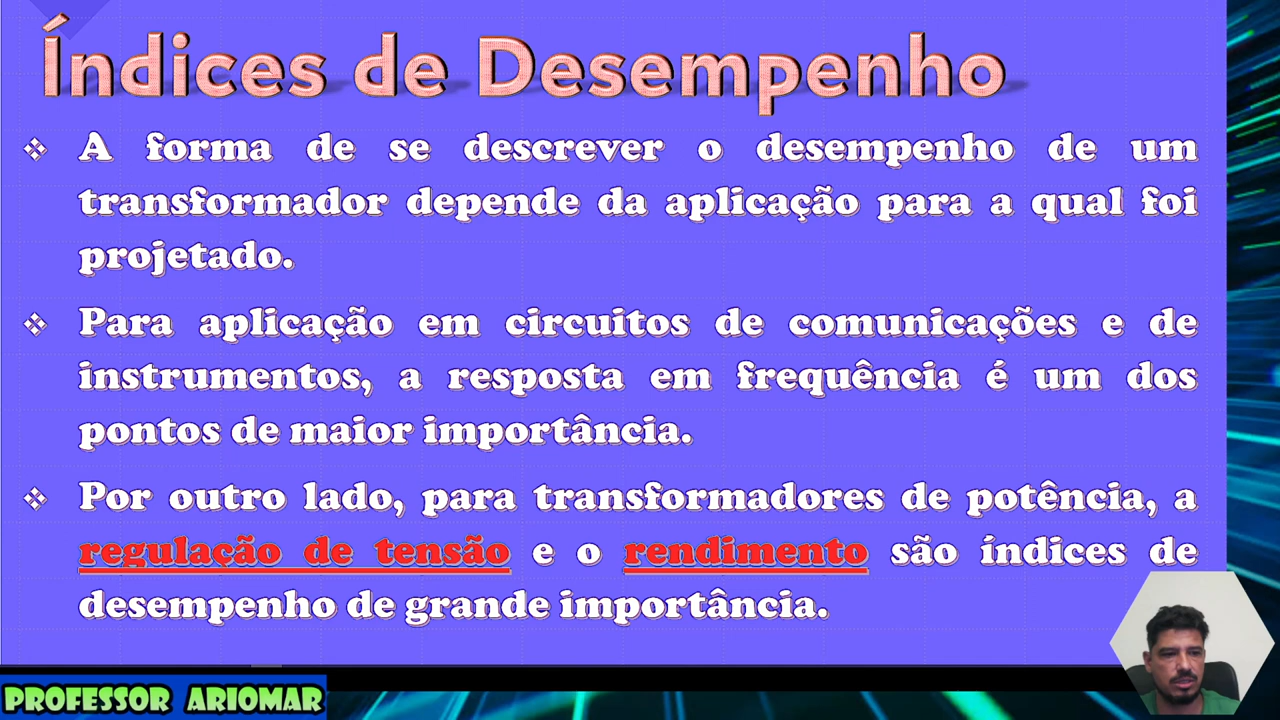 Índices de Desempenho
A forma de se descrever o desempenho de um
transformador depende da aplicação para a qual foi
projetado.
Para aplicação em circuitos de comunicações e de
instrumentos, a resposta em frequência é um dos
pontos de maior importância.
Por outro lado, para transformadores de potência, a
regulação de tensão e o rendimento são índices de
desempenho de grande importância.
PROFESSOR ARIOMAR